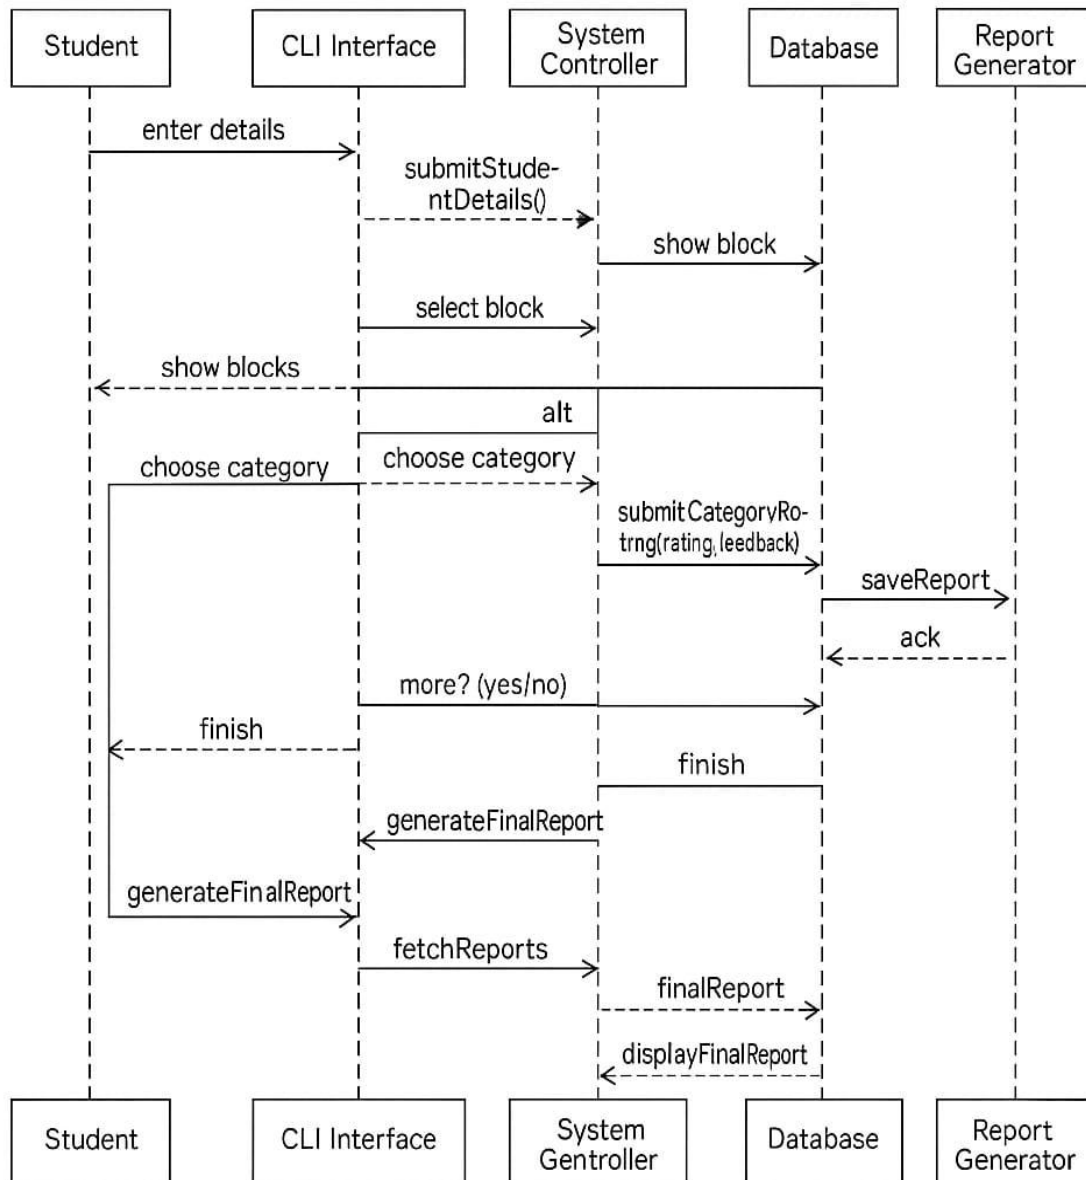 Student
CLI Interface
System
Controller
Database
Report
Generator
enter details
submitStude-
ntDetails()
show block
select block
show blocks
alt
choose category
choose category
submitCategoryRo-
trng(rating, leedback)
saveReport
ack
more? (yes/no)
finish
finish
generateFinalReport
generateFinalReport
fetchReports
finalReport
displayFinalReport
Student
CLI Interface
System
Gentroller
Database
Report
Generator